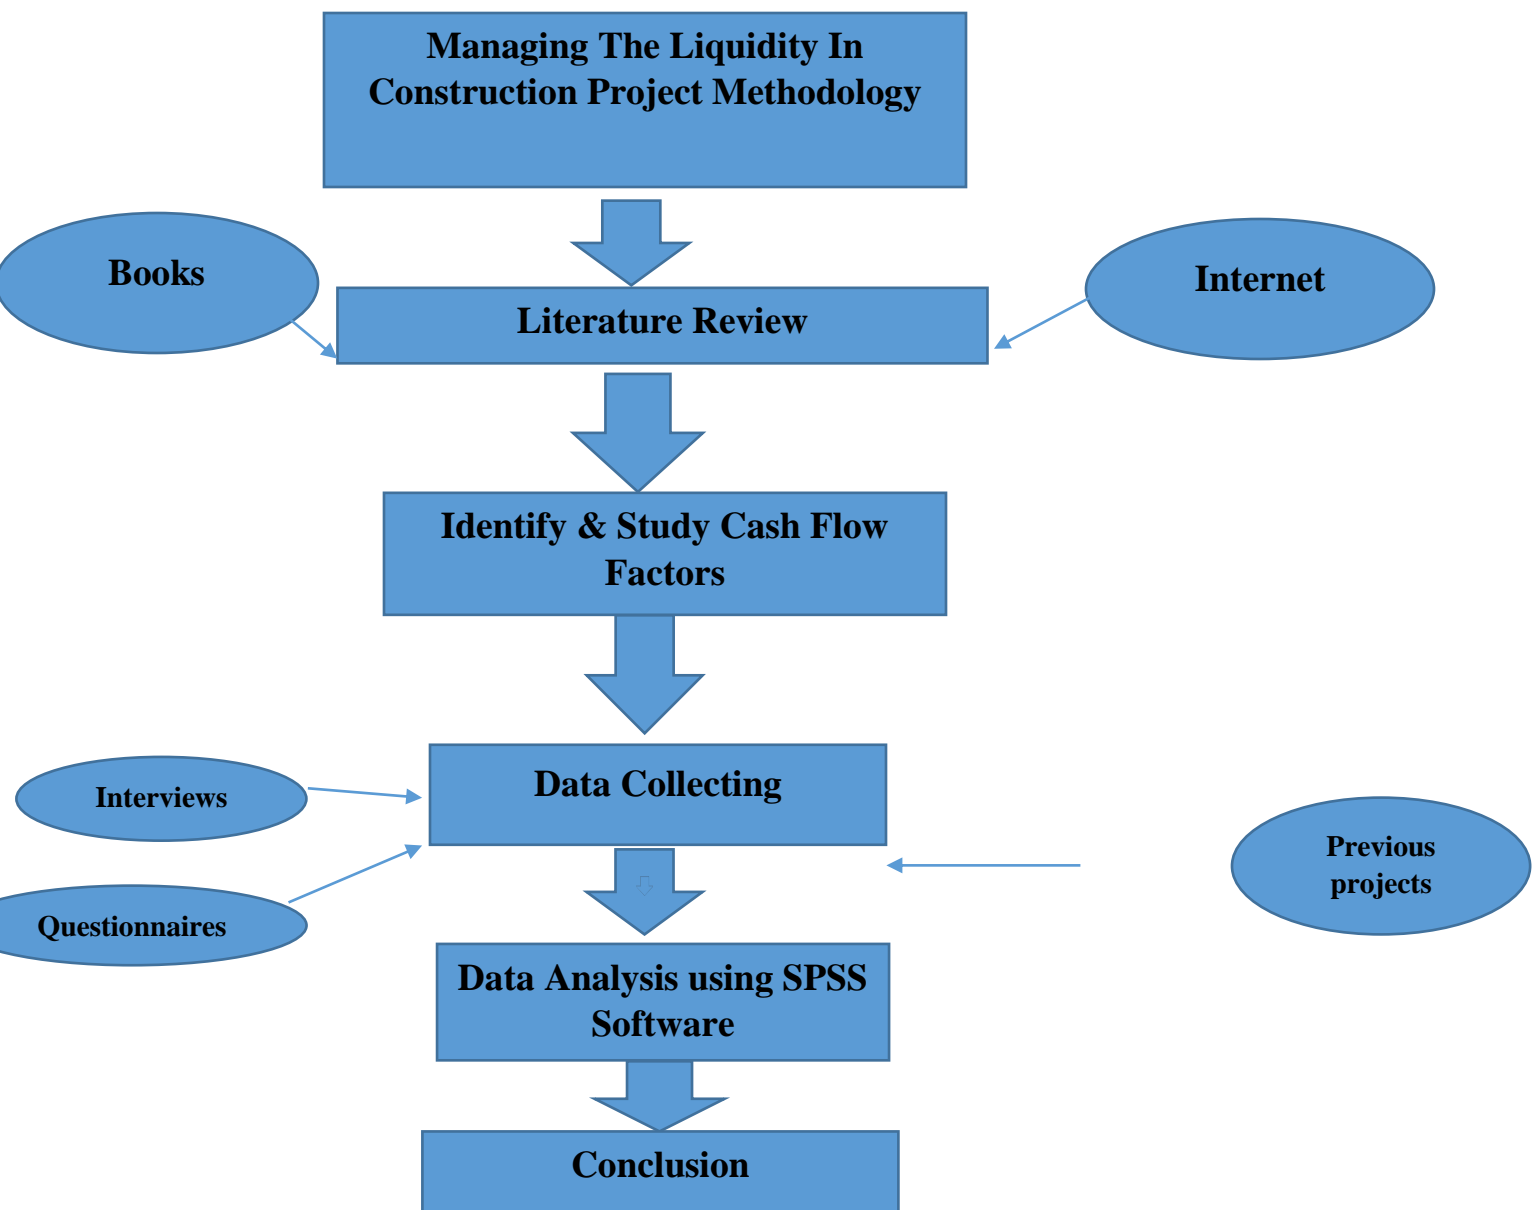 Managing The Liquidity In
Construction Project Methodology
Books
Internet
Literature Review
Identify & Study Cash Flow
Factors
Data Collecting
Interviews
Previous
projects
Questionnaires
Data Analysis using SPSS
Software
Conclusion